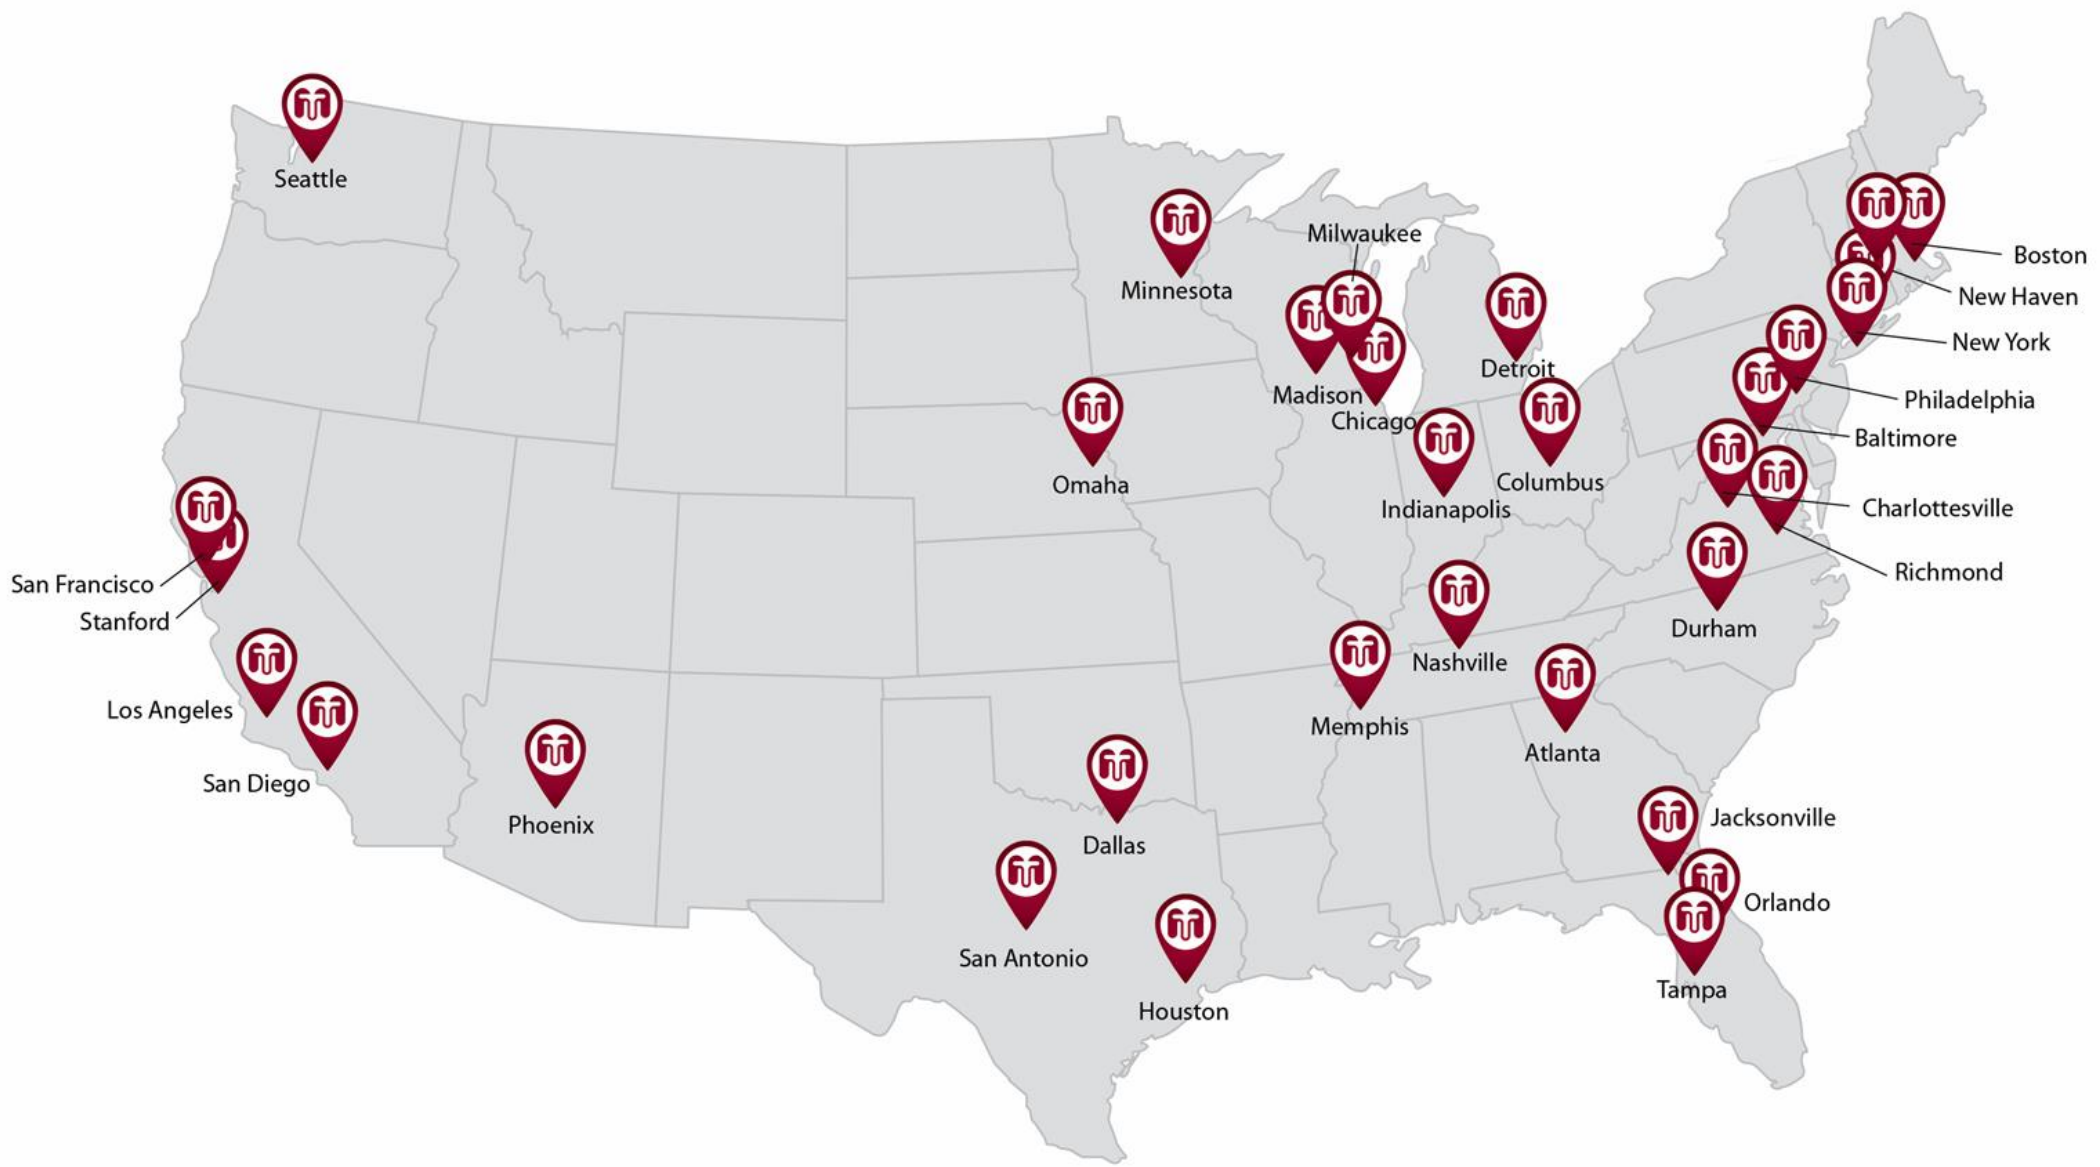 Seattle
Minnesota
Milwaukee
Boston
New Haven
New York
Detroit
Madison
Philadelphia
Chicago
Baltimore
Omaha
Columbus
Indianapolis
Charlottesville
Richmond
San Francisco
Stanford
Durham
Nashville
Los Angeles
Memphis
Atlanta
San Diego
Phoenix
Jacksonville
Dallas
Orlando
San Antonio
Tampa
Houston